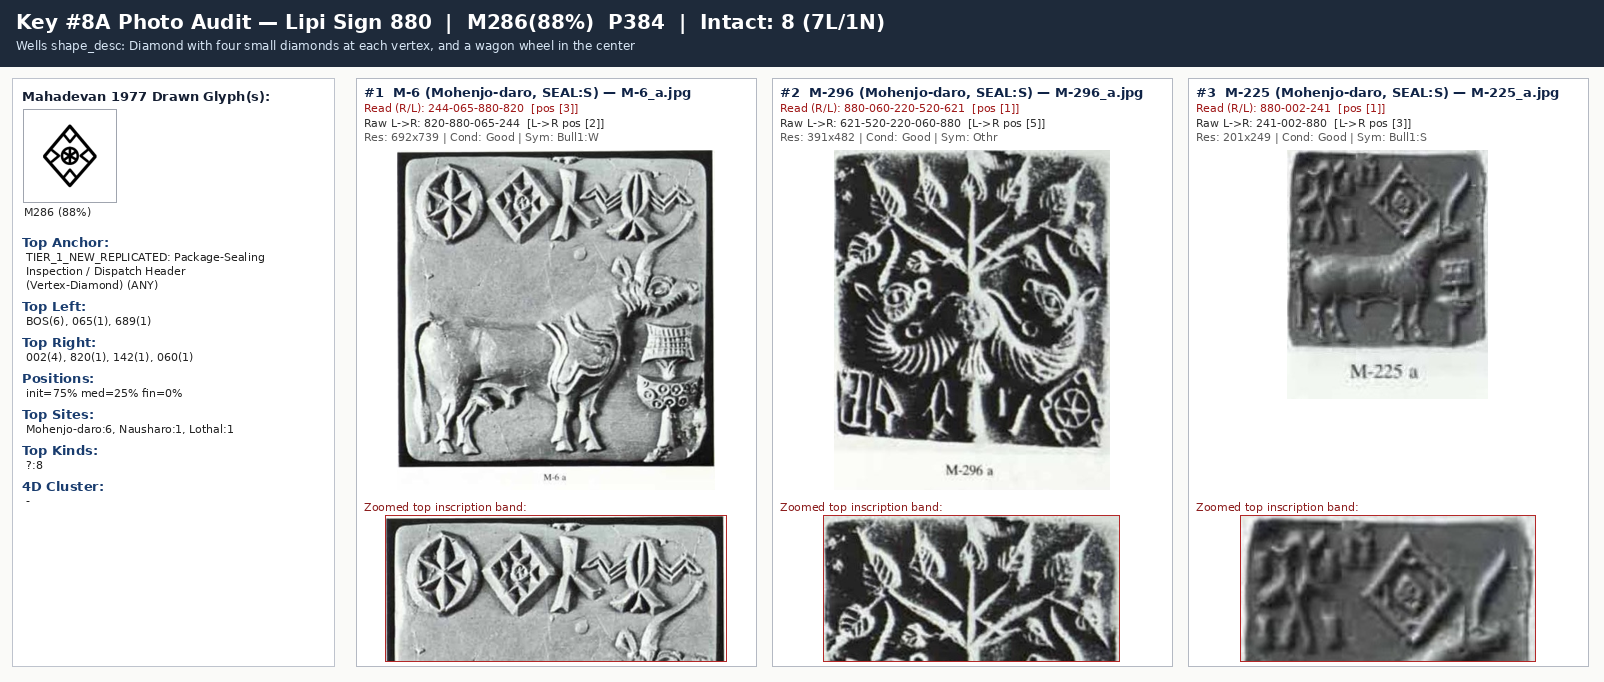 Key #8A Photo Audit — Lipi Sign 880 | M286(88%) P384 | Intact: 8 (7L/1N)
Wells shape_desc: Diamond with four small diamonds at each vertex, and a wagon wheel in the center
Mahadevan 1977 Drawn Glyph(s):
M286 (88%)
Top Anchor:
TIER_1_NEW_REPLICATED: Package-Sealing
Inspection / Dispatch Header
(Vertex-Diamond) (ANY)
Top Left:
BOS(6), 065(1), 689(1)
Top Right:
002(4), 820(1), 142(1), 060(1)
Positions:
init=75% med=25% fin=0%
Top Sites:
Mohenjo-daro:6, Nausharo:1, Lothal:1
Top Kinds:
?:8
4D Cluster:
-
#1 M-6 (Mohenjo-daro, SEAL:S) — M-6_a.jpg
Read (R/L): 244-065-880-820 [pos [3]]
Raw L->R: 820-880-065-244 [L->R pos [2]]
Res: 692x739 | Cond: Good | Sym: Bull1:W
M-6 a
Zoomed top inscription band:
#2 M-296 (Mohenjo-daro, SEAL:S) — M-296_a.jpg
Read (R/L): 880-060-220-520-621 [pos [1]]
Raw L->R: 621-520-220-060-880 [L->R pos [5]]
Res: 391x482 | Cond: Good | Sym: Othr
M-296 a
Zoomed top inscription band:
#3 M-225 (Mohenjo-daro, SEAL:S) — M-225_a.jpg
Read (R/L): 880-002-241 [pos [1]]
Raw L->R: 241-002-880 [L->R pos [3]]
Res: 201x249 | Cond: Good | Sym: Bull1:S
M-225 a
Zoomed top inscription band: